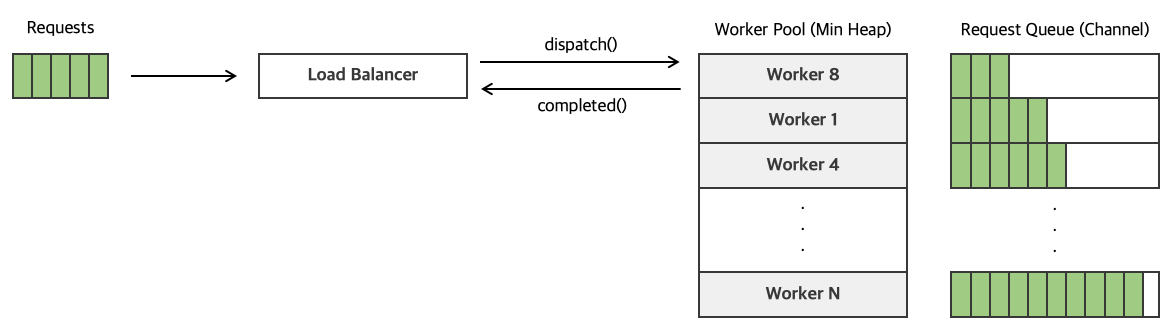 Requests
Load Balancer
dispatch()
completed()
Worker Pool (Min Heap)
Worker 8
Worker 1
Worker 4
.
.
.
Worker N
Request Queue (Channel)
.
.
.